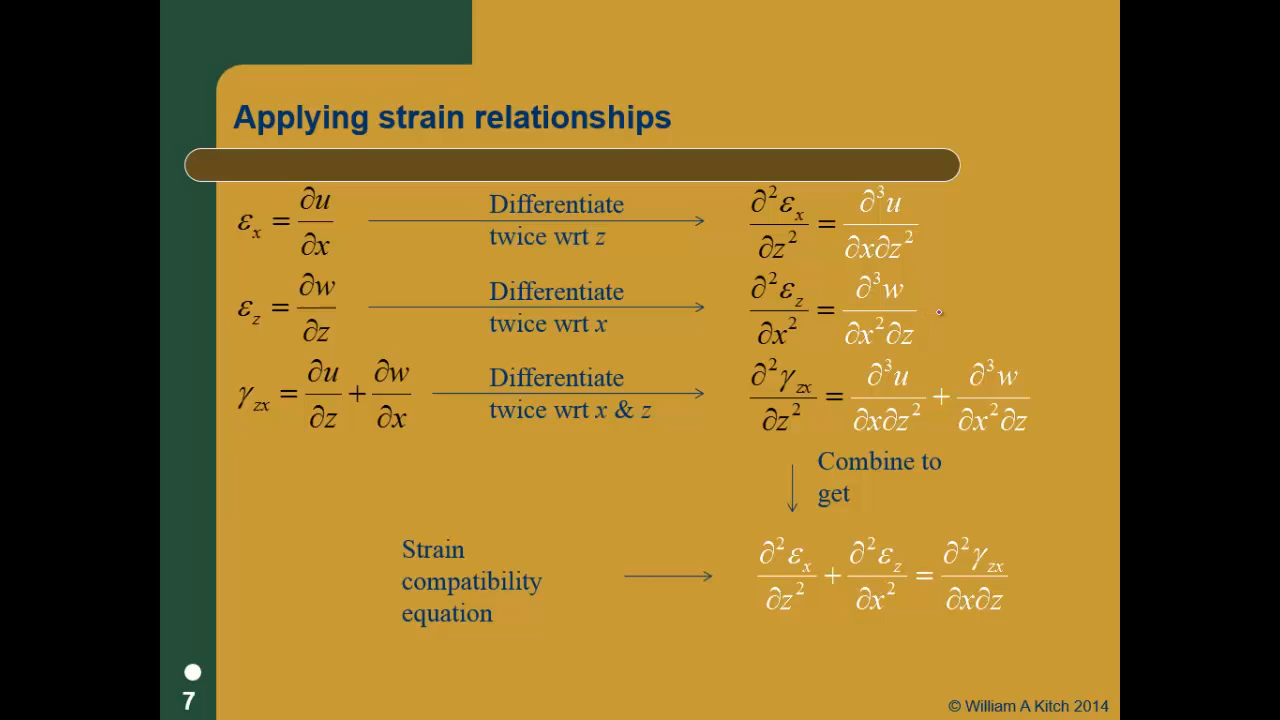 Applying strain relationships
εx = ∂u/∂x Differentiate twice wrt z ∂²εx/∂z² = ∂³u/∂x∂z²
εz = ∂w/∂z Differentiate twice wrt x ∂²εz/∂x² = ∂³w/∂x²∂z
γzx = ∂u/∂z + ∂w/∂x Differentiate twice wrt x & z ∂²γzx/∂z² = ∂³u/∂x∂z² + ∂³w/∂x²∂z
Combine to
get
Strain
compatibility
equation
∂²εx/∂z² + ∂²εz/∂x² = ∂²γzx/∂x∂z
7
© William A Kitch 2014